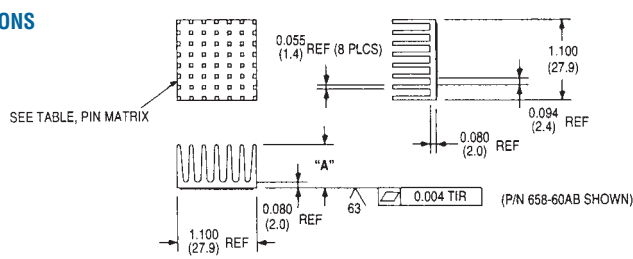 ONS
0.055
(1.4) REF (8 PLCS)
1.100
(27.9)
SEE TABLE, PIN MATRIX
0.094
(2.4) REF
0.080
(2.0) REF
"A"
0.080
(2.0) REF
63
0.004 TIR
(P/N 658-60AB SHOWN)
1.100
(27.9) REF